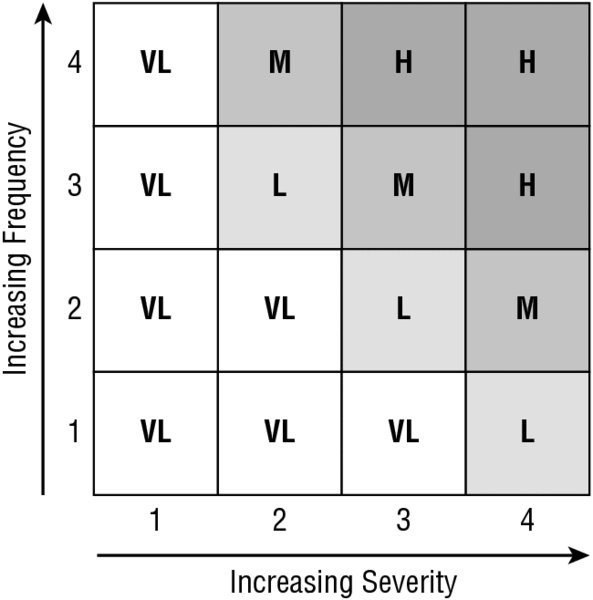 Increasing Frequency
4 VL M H H
3 VL L M H
2 VL VL L M
1 VL VL VL L
1 2 3 4
Increasing Severity